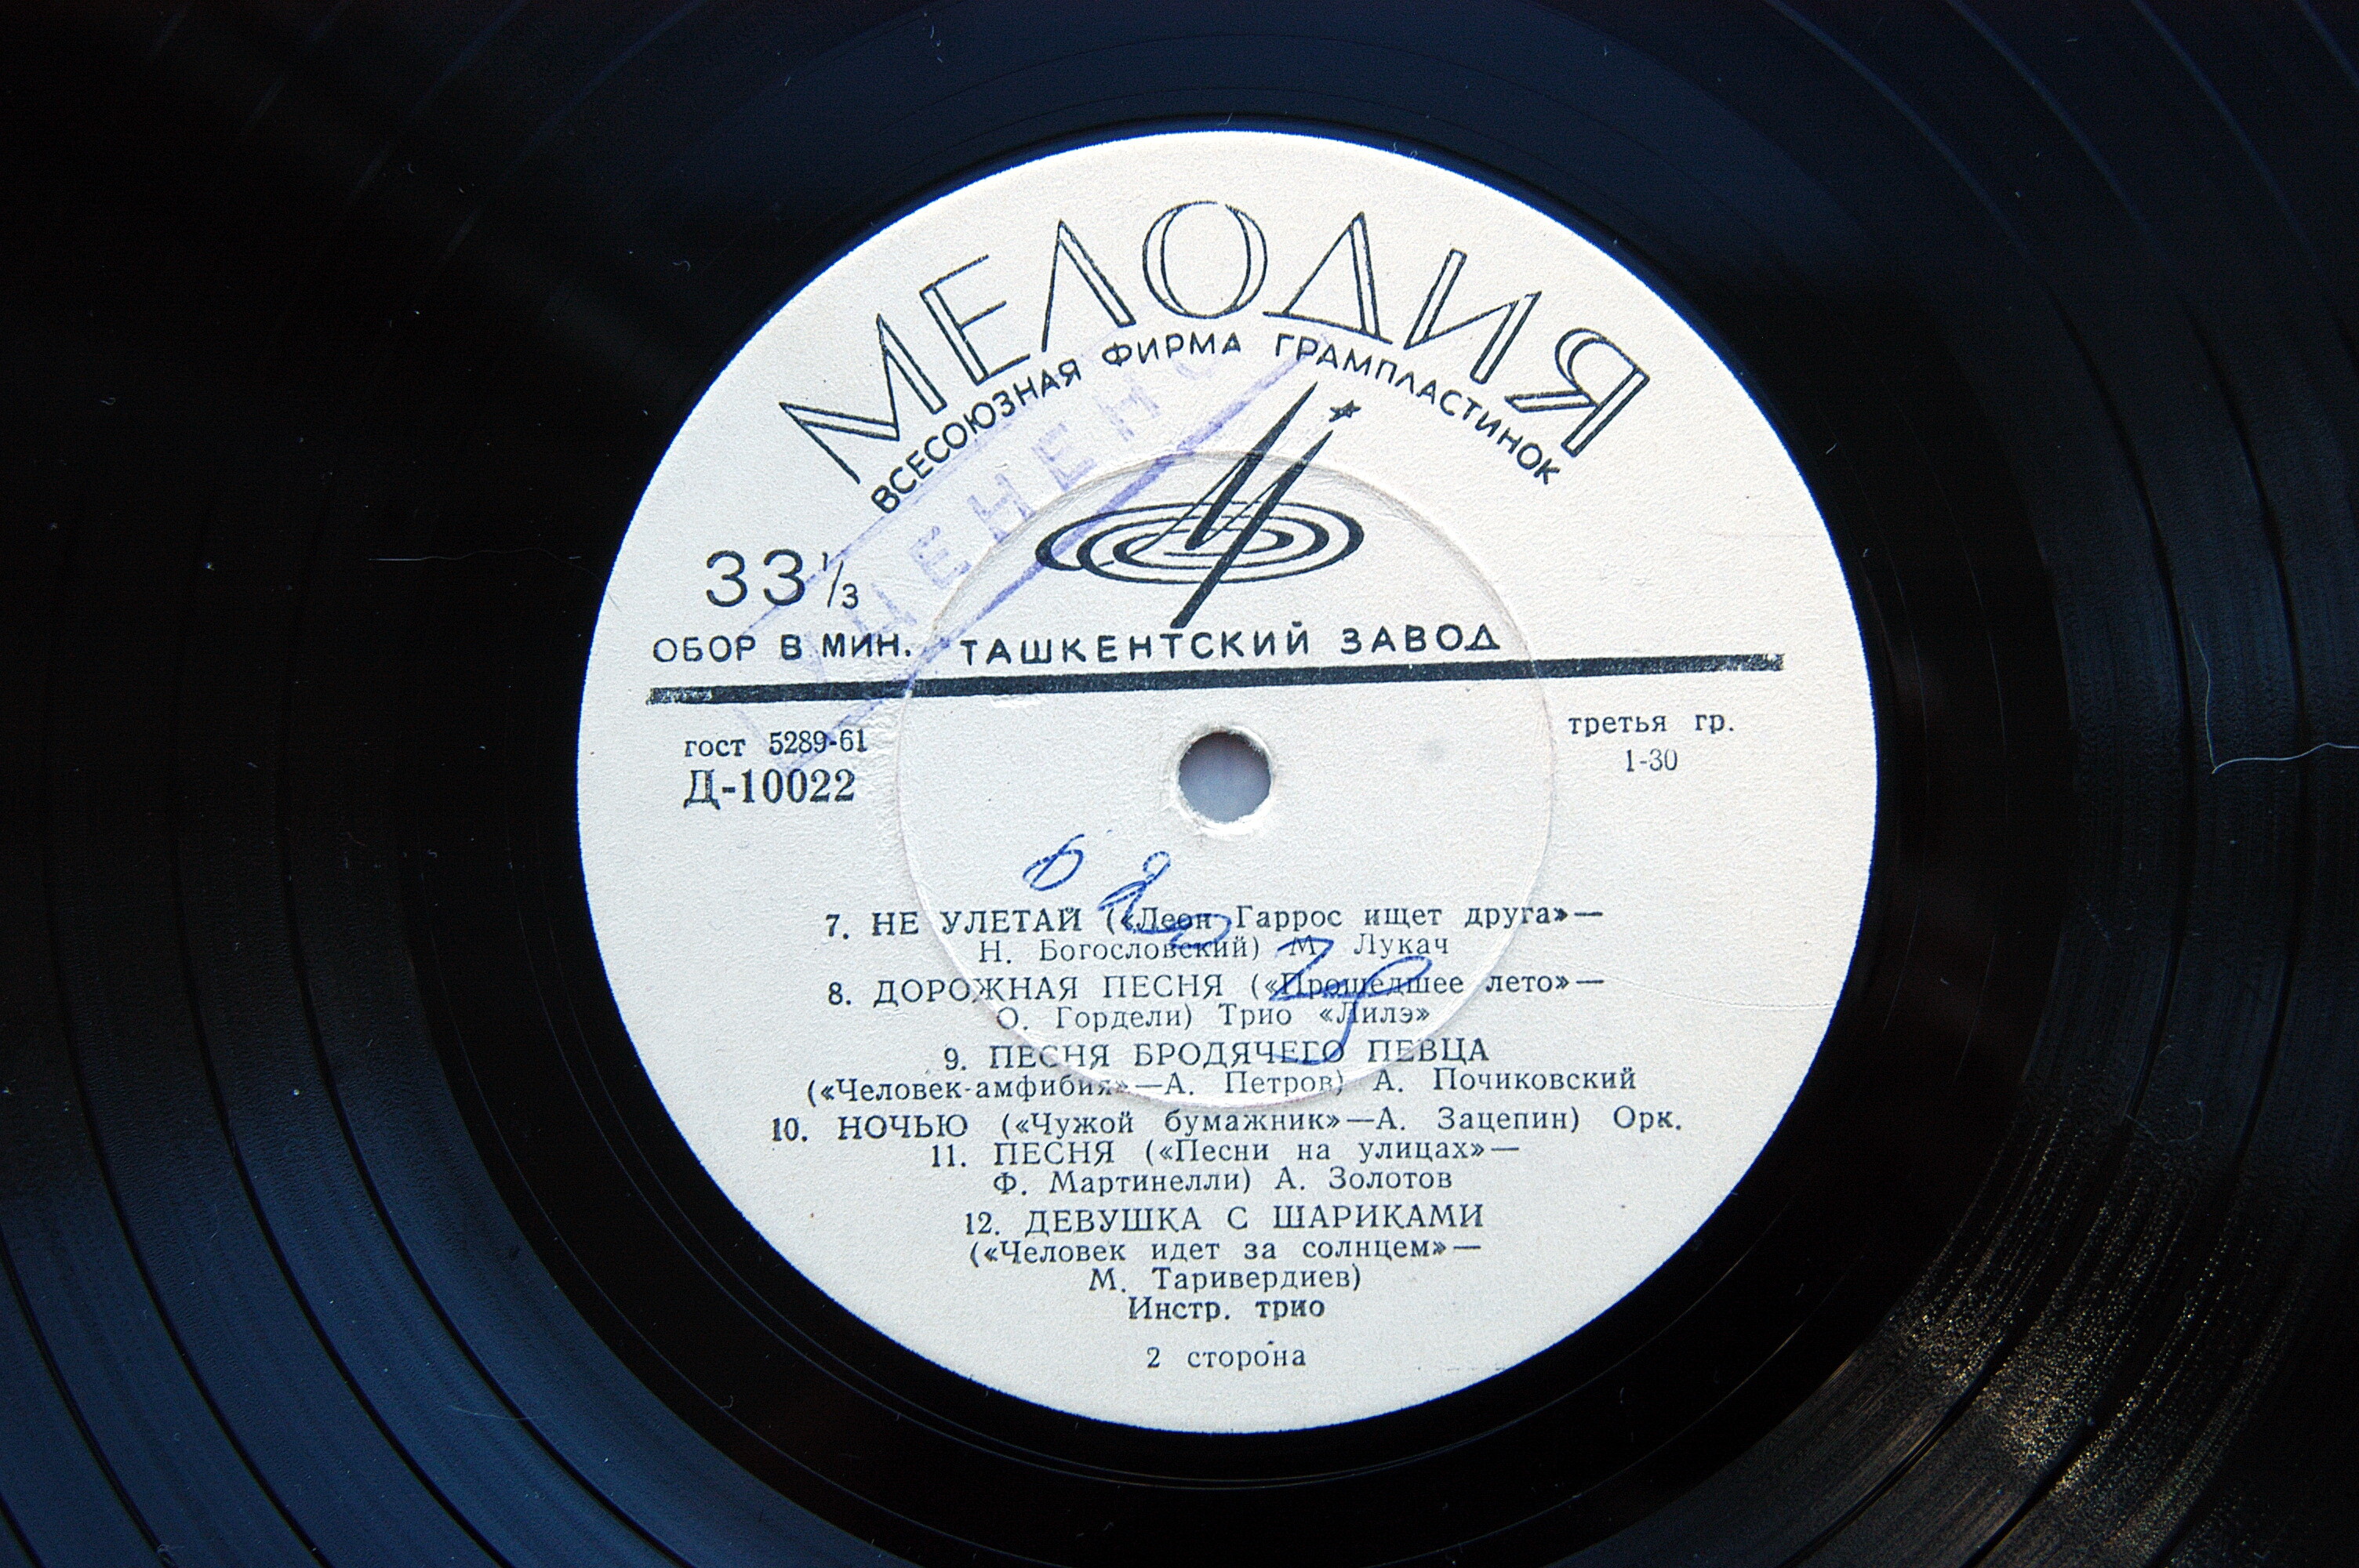 МЕЛОДИЯ
ВСЕСОЮЗНАЯ ФИРМА ГРАМПЛАСТИНОК
33 1/3
ОБОР В МИН.
ТАШКЕНТСКИЙ ЗАВОД
гост 5289-61
Д-10022
третья гр.
1-30
7. НЕ УЛЕТАЙ («Леон Гаррос ищет друга»—
Н. Богословский) М. Лукач
8. ДОРОЖНАЯ ПЕСНЯ («Прошедшее лето»—
О. Гордели) Трио «Лилэ»
9. ПЕСНЯ БРОДЯЧЕГО ПЕВЦА
(«Человек-амфибия»—А. Петров) А. Почиковский
10. НОЧЬЮ («Чужой бумажник»—А. Зацепин) Орк.
11. ПЕСНЯ («Песни на улицах»—
Ф. Мартинелли) А. Золотов
12. ДЕВУШКА С ШАРИКАМИ
(«Человек идет за солнцем»—
М. Таривердиев)
Инстр. трио
2 сторона